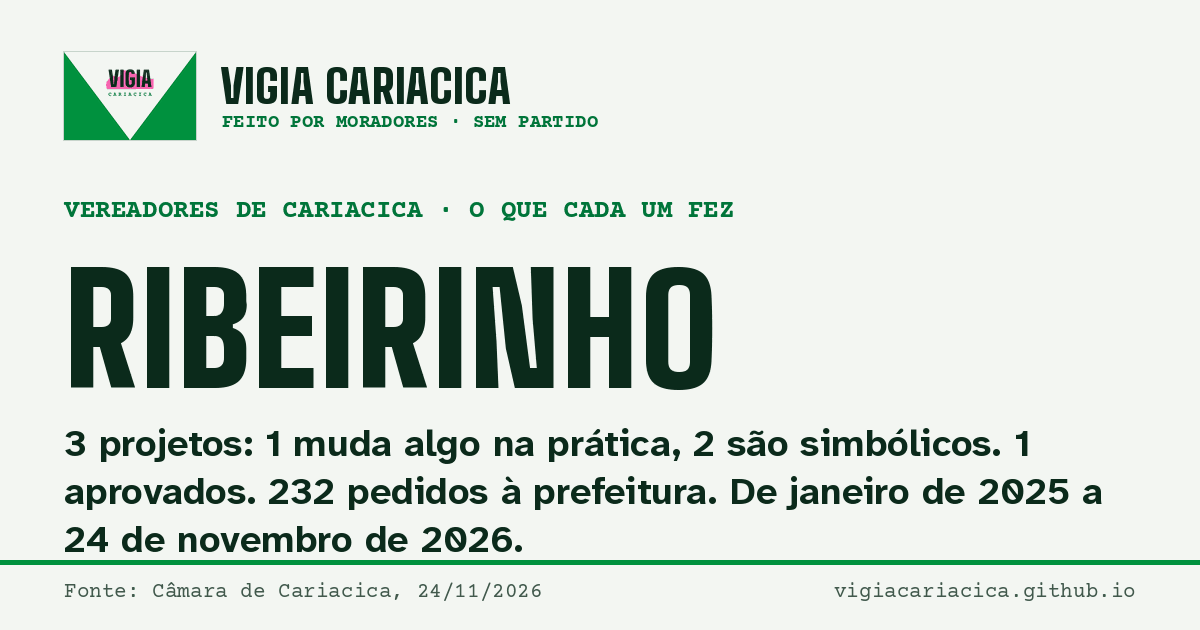 VIGIA
CARIACICA
VIGIA CARIACICA
FEITO POR MORADORES · SEM PARTIDO
VEREADORES DE CARIACICA · O QUE CADA UM FEZ
RIBEIRINHO
3 projetos: 1 muda algo na prática, 2 são simbólicos. 1
aprovados. 232 pedidos à prefeitura. De janeiro de 2025 a
24 de novembro de 2026.
Fonte: Câmara de Cariacica, 24/11/2026
vigiacariacica.github.io